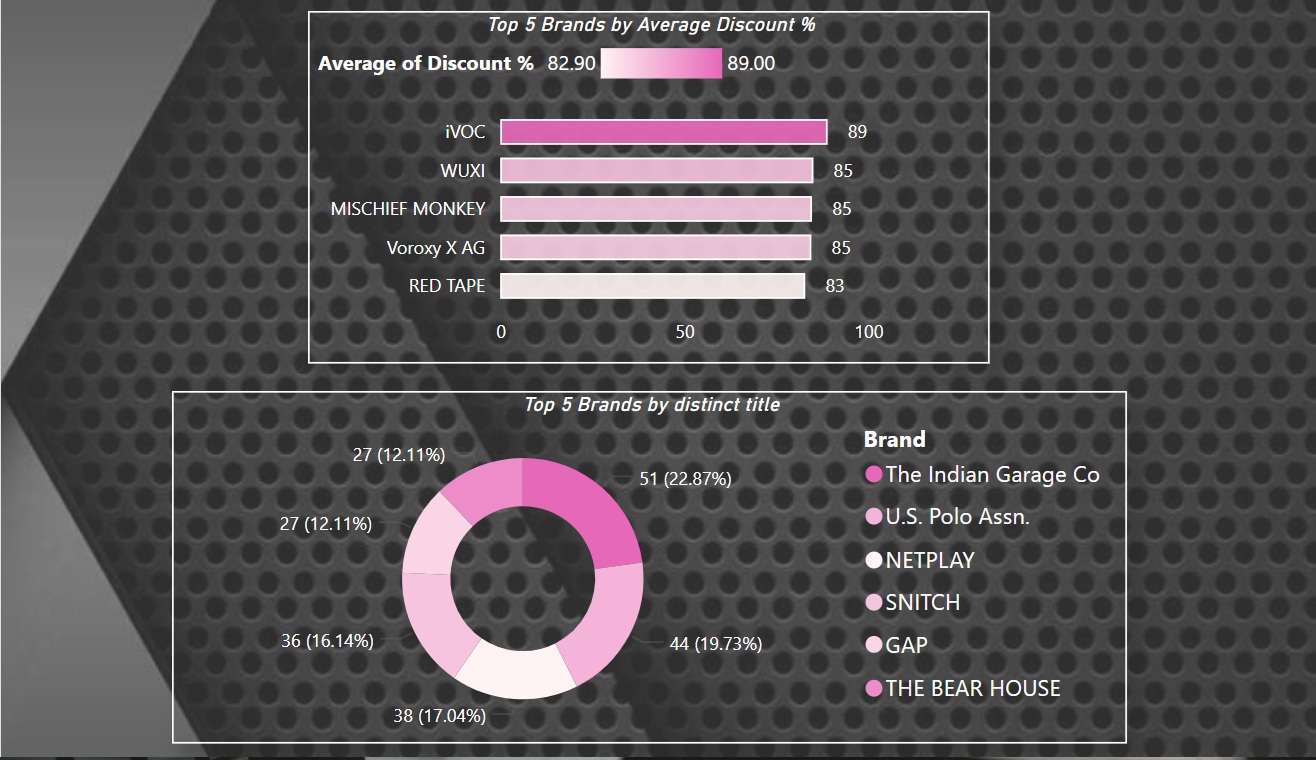 Top 5 Brands by Average Discount %
Average of Discount % 82.90 89.00
iVOC 89
WUXI 85
MISCHIEF MONKEY 85
Voroxy X AG 85
RED TAPE 83
0 50 100
Top 5 Brands by distinct title
27 (12.11%)
51 (22.87%)
27 (12.11%)
36 (16.14%)
44 (19.73%)
38 (17.04%)
Brand
The Indian Garage Co
U.S. Polo Assn.
NETPLAY
SNITCH
GAP
THE BEAR HOUSE